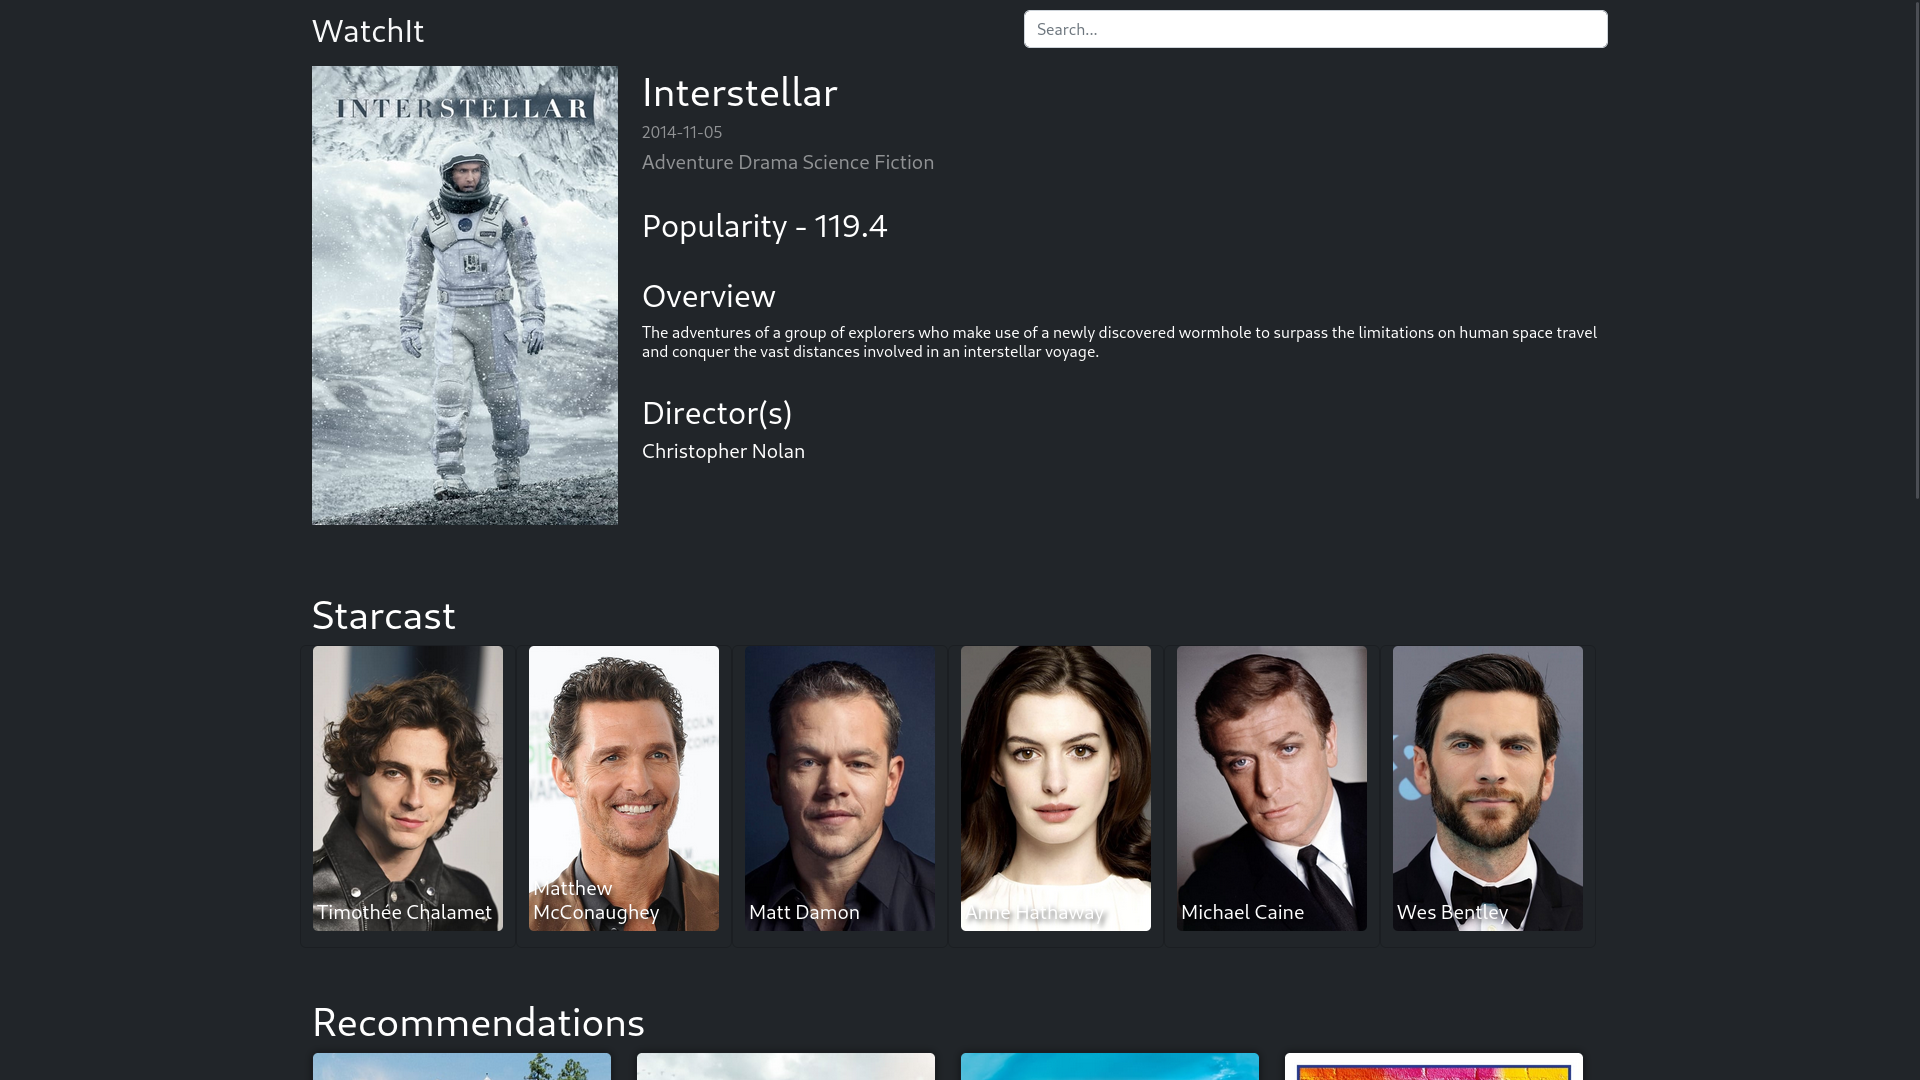 WatchIt
Search...
INTERSTELLAR
Interstellar
2014-11-05
Adventure Drama Science Fiction
Popularity - 119.4
Overview
The adventures of a group of explorers who make use of a newly discovered wormhole to surpass the limitations on human space travel
and conquer the vast distances involved in an interstellar voyage.
Director(s)
Christopher Nolan
Starcast
Timothée Chalamet
Matthew
McConaughey
Matt Damon
Anne Hathaway
Michael Caine
Wes Bentley
Recommendations